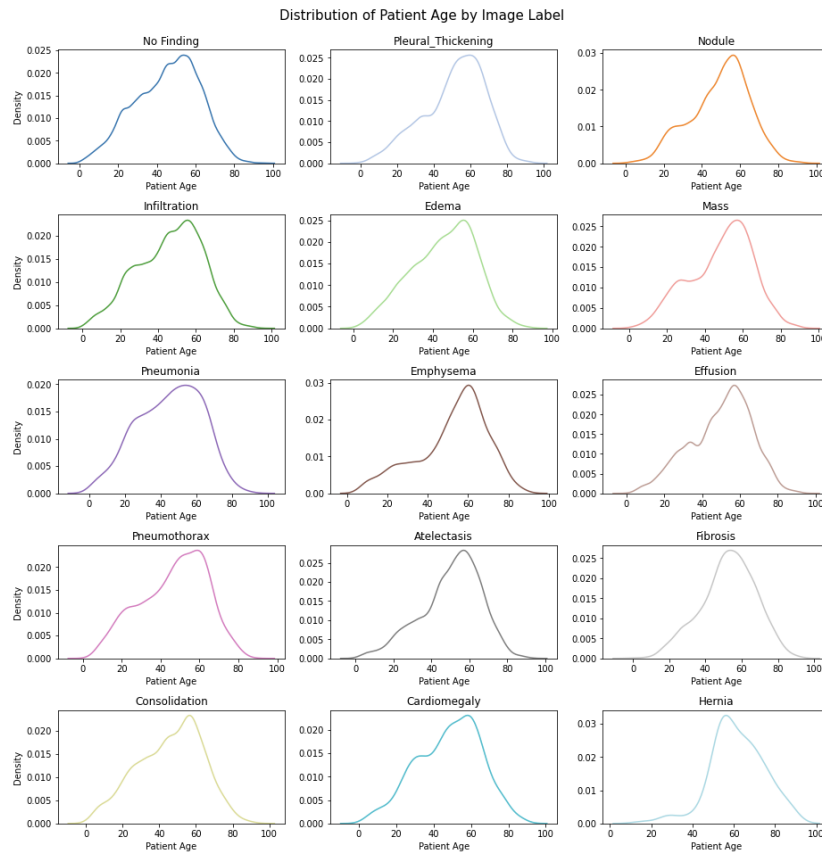 Distribution of Patient Age by Image Label
No Finding
Pleural_Thickening
Nodule
Density
0.025
0.020
0.015
0.010
0.005
0.000
0.025
0.020
0.015
0.010
0.005
0.000
0.03
0.02
0.01
0.00
0 20 40 60 80 100
0 20 40 60 80 100
0 20 40 60 80 100
Patient Age
Patient Age
Patient Age
Infiltration
Edema
Mass
Density
0.020
0.015
0.010
0.005
0.000
0.025
0.020
0.015
0.010
0.005
0.000
0.025
0.020
0.015
0.010
0.005
0.000
0 20 40 60 80 100
0 20 40 60 80 100
0 20 40 60 80 100
Patient Age
Patient Age
Patient Age
Pneumonia
Emphysema
Effusion
Density
0.020
0.015
0.010
0.005
0.000
0.03
0.02
0.01
0.00
0.025
0.020
0.015
0.010
0.005
0.000
0 20 40 60 80 100
0 20 40 60 80 100
0 20 40 60 80 100
Patient Age
Patient Age
Patient Age
Pneumothorax
Atelectasis
Fibrosis
Density
0.020
0.015
0.010
0.005
0.000
0.025
0.020
0.015
0.010
0.005
0.000
0.025
0.020
0.015
0.010
0.005
0.000
0 20 40 60 80 100
0 20 40 60 80 100
0 20 40 60 80 100
Patient Age
Patient Age
Patient Age
Consolidation
Cardiomegaly
Hernia
Density
0.020
0.015
0.010
0.005
0.000
0.020
0.015
0.010
0.005
0.000
0.03
0.02
0.01
0.00
0 20 40 60 80 100
0 20 40 60 80 100
0 20 40 60 80 100
Patient Age
Patient Age
Patient Age